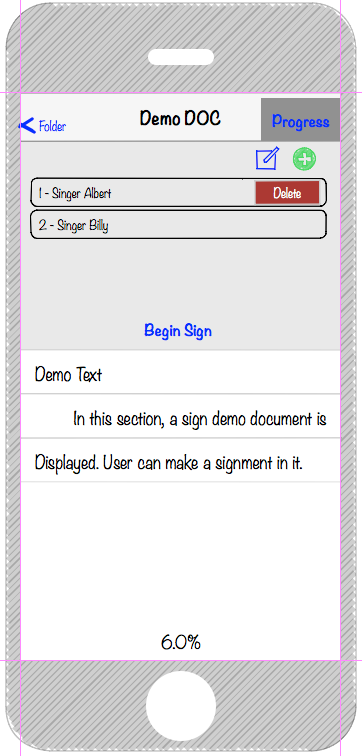 Folder
Demo DOC
Progress
1 - Singer Albert
Delete
2 - Singer Billy
Begin Sign
Demo Text
In this section, a sign demo document is
Displayed. User can make a signment in it.
6.0%